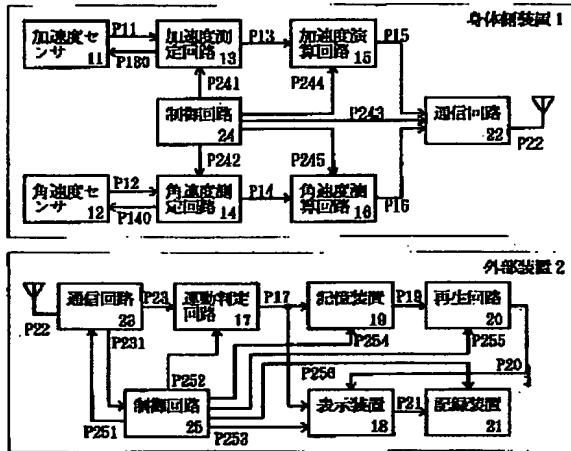 身体側装置1
加速度センサ 11
P11
P130
加速度測定回路 13
P13
加速度演算回路 15
P15
P241
P244
制御回路 24
P243
通信回路 22
P22
P242
P245
角速度センサ 12
P12
P140
角速度測定回路 14
P14
角速度演算回路 16
P16
外部装置2
P22
通信回路 23
P23
運動判定回路 17
P17
記憶装置 19
P19
再生回路 20
P231
P252
P254
P255
P256
P20
P251
制御回路 25
P253
表示装置 18
P21
記録装置 21